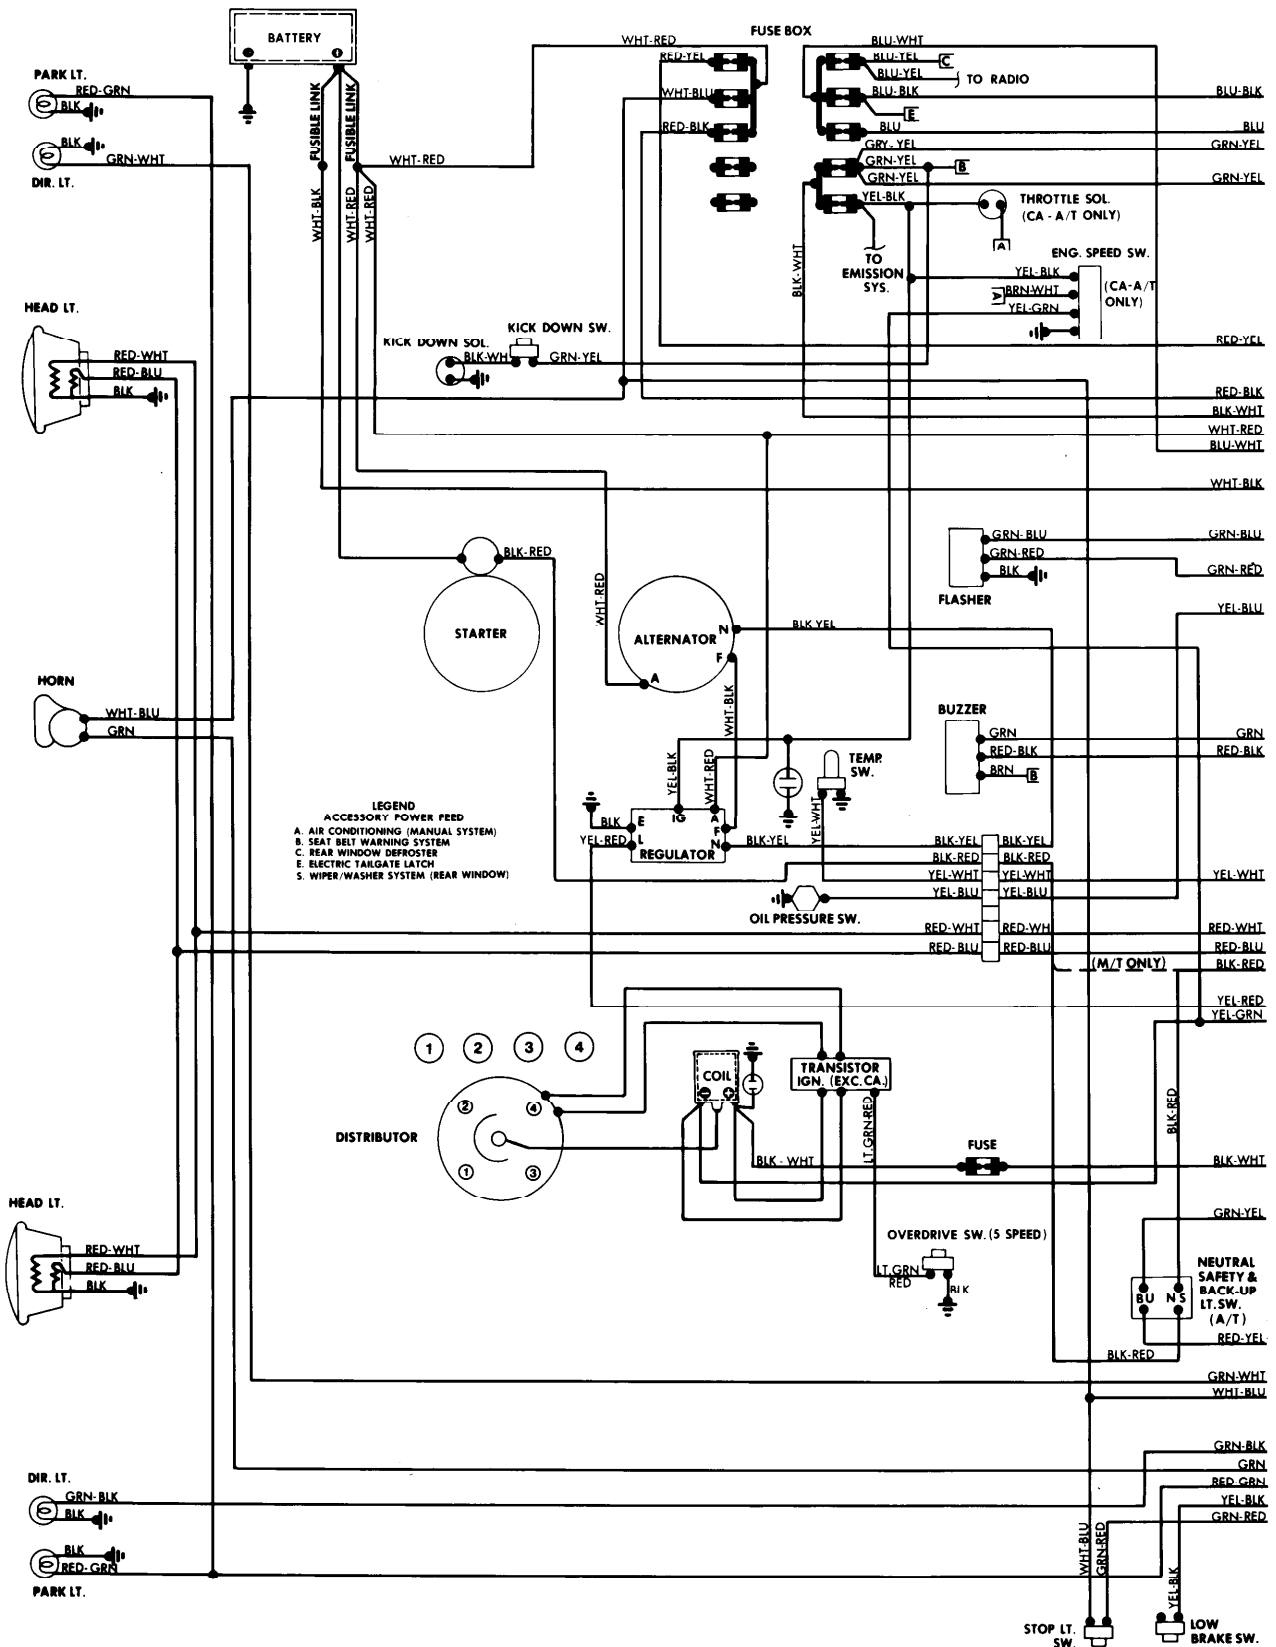 BATTERY
FUSE BOX
PARK LT.
RED-GRN
BLK
BLK
GRN-WHT
DIR. LT.
FUSIBLE LINK
FUSIBLE LINK
WHT-BLK
WHT-RED
WHT-RED
WHT-RED
WHT-RED
RED-YEL
WHT-BLU
RED-BLK
BLU-WHT
BLU-YEL
C
BLU-YEL
TO RADIO
BLU-BLK
E
BLU
GRY-YEL
GRN-YEL
B
GRN-YEL
YEL-BLK
BLU-BLK
BLU
GRN-YEL
GRN-YEL
THROTTLE SOL.
(CA - A/T ONLY)
A
TO
EMISSION
SYS.
BLK-WHT
ENG. SPEED SW.
YEL-BLK
A
BRN-WHT
YEL-GRN
(CA-A/T
ONLY)
HEAD LT.
RED-WHT
RED-BLU
BLK
KICK DOWN SOL.
KICK DOWN SW.
BLK-WH
GRN-YEL
RED-YEL
RED-BLK
BLK-WHT
WHT-RED
BLU-WHT
WHT-BLK
BLK-RED
STARTER
WHT-RED
ALTERNATOR
N
F
A
BLK-YEL
WHT-BLK
GRN-BLU
GRN-RED
BLK
FLASHER
GRN-BLU
GRN-RED
YEL-BLU
HORN
WHT-BLU
GRN
BUZZER
GRN
RED-BLK
BRN
B
GRN
RED-BLK
LEGEND
ACCESSORY POWER FEED
A. AIR CONDITIONING (MANUAL SYSTEM)
B. SEAT BELT WARNING SYSTEM
C. REAR WINDOW DEFROSTER
E. ELECTRIC TAILGATE LATCH
S. WIPER/WASHER SYSTEM (REAR WINDOW)
YEL-BLK
WHT-RED
TEMP.
SW.
YEL-WHT
BLK
YEL-RED
E
L
IG
A
F
N
REGULATOR
BLK-YEL
BLK-YEL
BLK-YEL
BLK-RED
BLK-RED
YEL-WHT
YEL-WHT
YEL-WHT
YEL-BLU
YEL-BLU
OIL PRESSURE SW.
RED-WHT
RED-WH
RED-WHT
RED-BLU
RED-BLU
RED-BLU
(M/T ONLY)
BLK-RED
YEL-RED
YEL-GRN
1
2
3
4
DISTRIBUTOR
2
4
1
3
COIL
TRANSISTOR
IGN. (EXC.CA.)
LT.GRN-RED
BLK-RED
BLK - WHT
FUSE
BLK-WHT
OVERDRIVE SW. (5 SPEED)
LT.GRN
RED
BLK
GRN-YEL
BU
NS
NEUTRAL
SAFETY &
BACK-UP
LT.SW.
(A/T)
RED-YEL
BLK-RED
HEAD LT.
RED-WHT
RED-BLU
BLK
GRN-WHT
WHT-BLU
GRN-BLK
GRN
RED-GRN
YEL-BLK
GRN-RED
DIR. LT.
GRN-BLK
BLK
BLK
RED-GRN
PARK LT.
WHT-BLU
GRN-RED
YEL-BLK
STOP LT.
SW.
LOW
BRAKE SW.